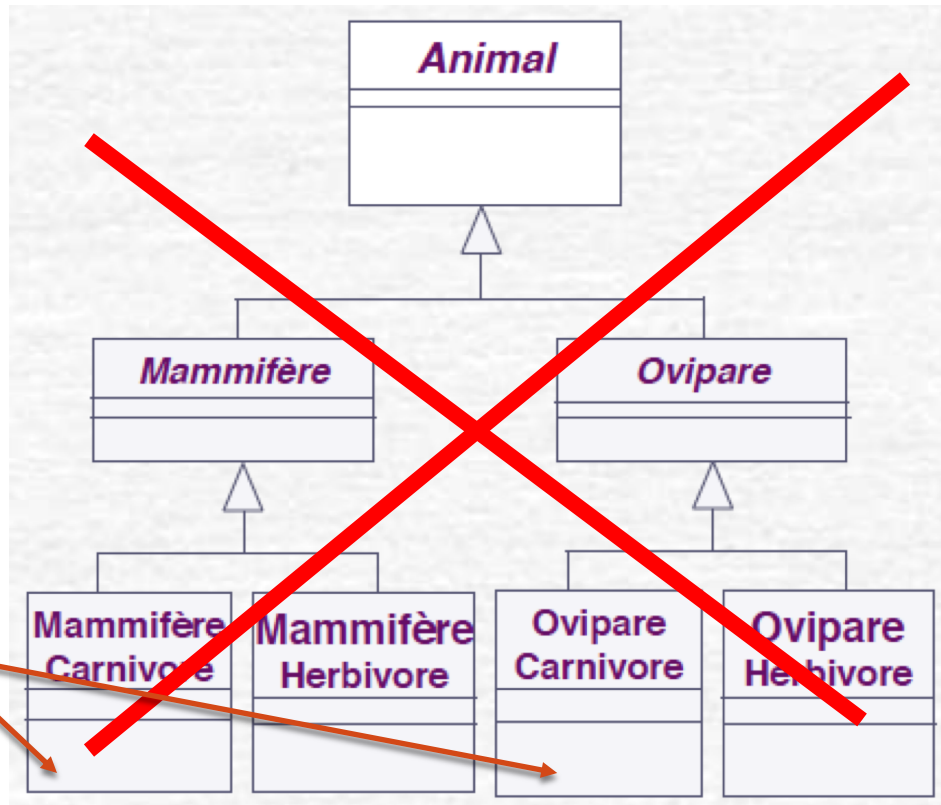 Animal
Mammifère
Ovipare
Mammifère
Carnivore
Mammifère
Herbivore
Ovipare
Carnivore
Ovipare
Herbivore